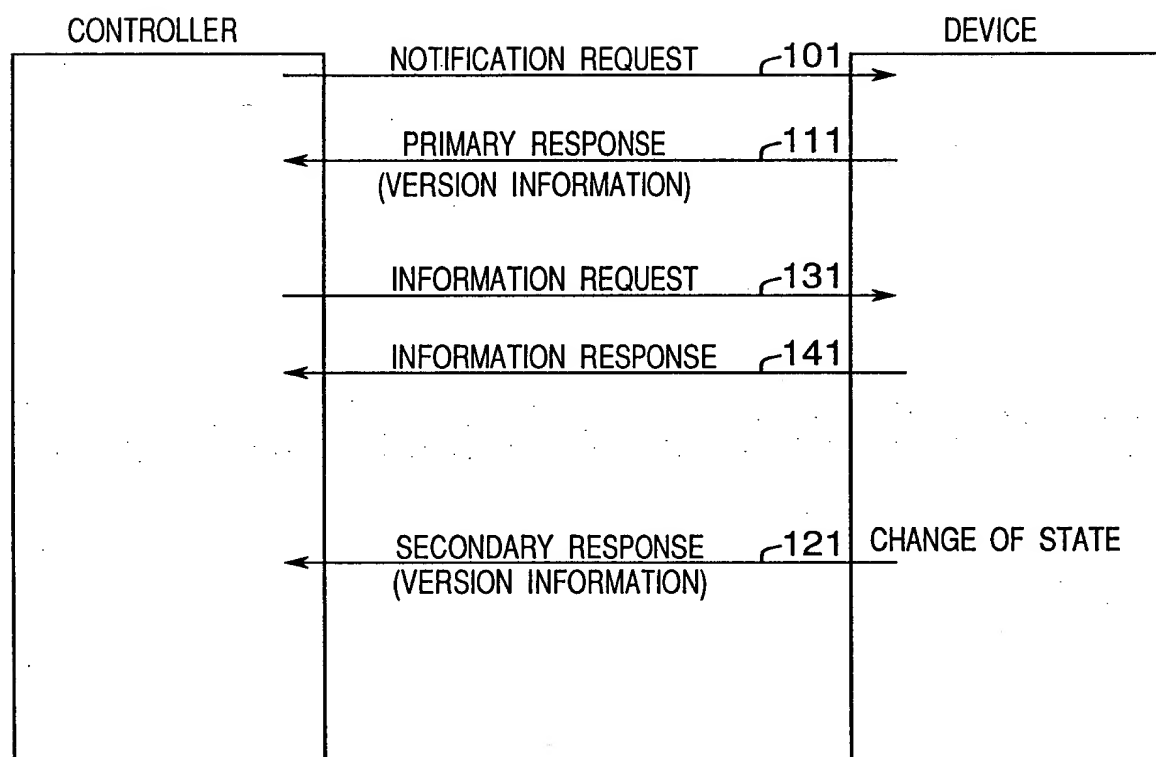 CONTROLLER
DEVICE
NOTIFICATION REQUEST 101
PRIMARY RESPONSE 111
(VERSION INFORMATION)
INFORMATION REQUEST 131
INFORMATION RESPONSE 141
SECONDARY RESPONSE 121 CHANGE OF STATE
(VERSION INFORMATION)